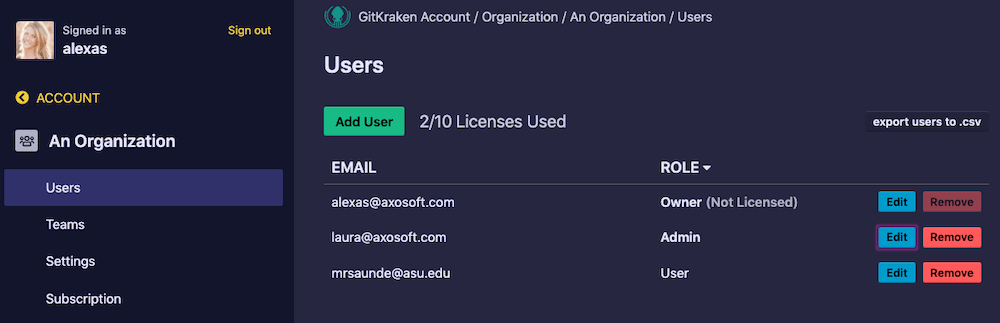 Signed in as
alexas
Sign out
ACCOUNT
An Organization
Users
Teams
Settings
Subscription
GitKraken Account / Organization / An Organization / Users
Users
Add User 2/10 Licenses Used export users to .csv
EMAIL ROLE
alexas@axosoft.com Owner (Not Licensed) Edit Remove
laura@axosoft.com Admin Edit Remove
mrsaunde@asu.edu User Edit Remove